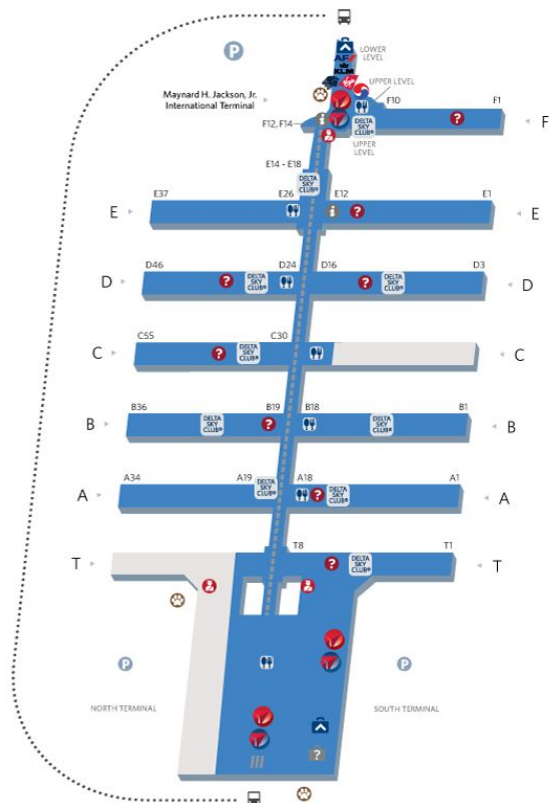 P
LOWER
LEVEL
AF
KLM
UPPER LEVEL
Maynard H. Jackson, Jr.
International Terminal
F10
F1
F12, F14
DELTA
SKY
CLUB®
F
UPPER
LEVEL
E14 - E18
DELTA
SKY
CLUB®
E37
E26
E12
E1
E
i
?
E
D46
D24
D16
D3
D
?
DELTA
SKY
CLUB®
?
DELTA
SKY
CLUB®
D
C55
C30
C
?
DELTA
SKY
CLUB®
C
B36
B19
B18
B1
B
DELTA
SKY
CLUB®
?
DELTA
SKY
CLUB®
B
A34
A19
A18
A1
A
DELTA
SKY
CLUB®
?
DELTA
SKY
CLUB®
A
T
T8
T1
?
DELTA
SKY
CLUB®
T
P
P
NORTH TERMINAL
SOUTH TERMINAL
?